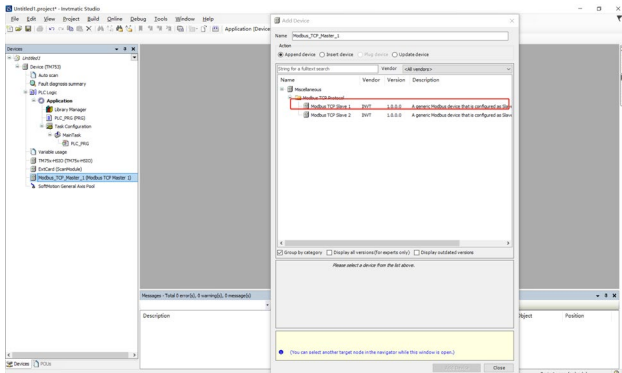 Untitled1.project* - Invtmatic Studio
File Edit View Project Build Online Debug Tools Window Help
Application [Device
Devices
Untitled1
Device (TM753)
Auto scan
Fault diagnosis summary
PLC Logic
Application
Library Manager
PLC_PRG (PRG)
Task Configuration
MainTask
PLC_PRG
Variable usage
ExtCard (ScanModule)
Modbus_TCP_Master_1 (Modbus TCP Master 1)
SoftMotion General Axis Pool
Devices POUs
Messages - Total 0 error(s), 0 warning(s), 0 message(s)
Description
Object Position
Add Device
Name Modbus_TCP_Master_1
Action
Append device Insert device Plug device Update device
String for a fulltext search Vendor <All vendors>
Name Vendor Version Description
Miscellaneous
Modbus TCP Protocol
Modbus TCP Slave 1 INVT 1.0.0.0 A generic Modbus device that is configured as Slav
Modbus TCP Slave 2 INVT 1.0.0.0 A generic Modbus device that is configured as Slav
Group by category Display all versions (for experts only) Display outdated versions
Please select a device from the list above.
(You can select another target node in the navigator while this window is open.)
Close